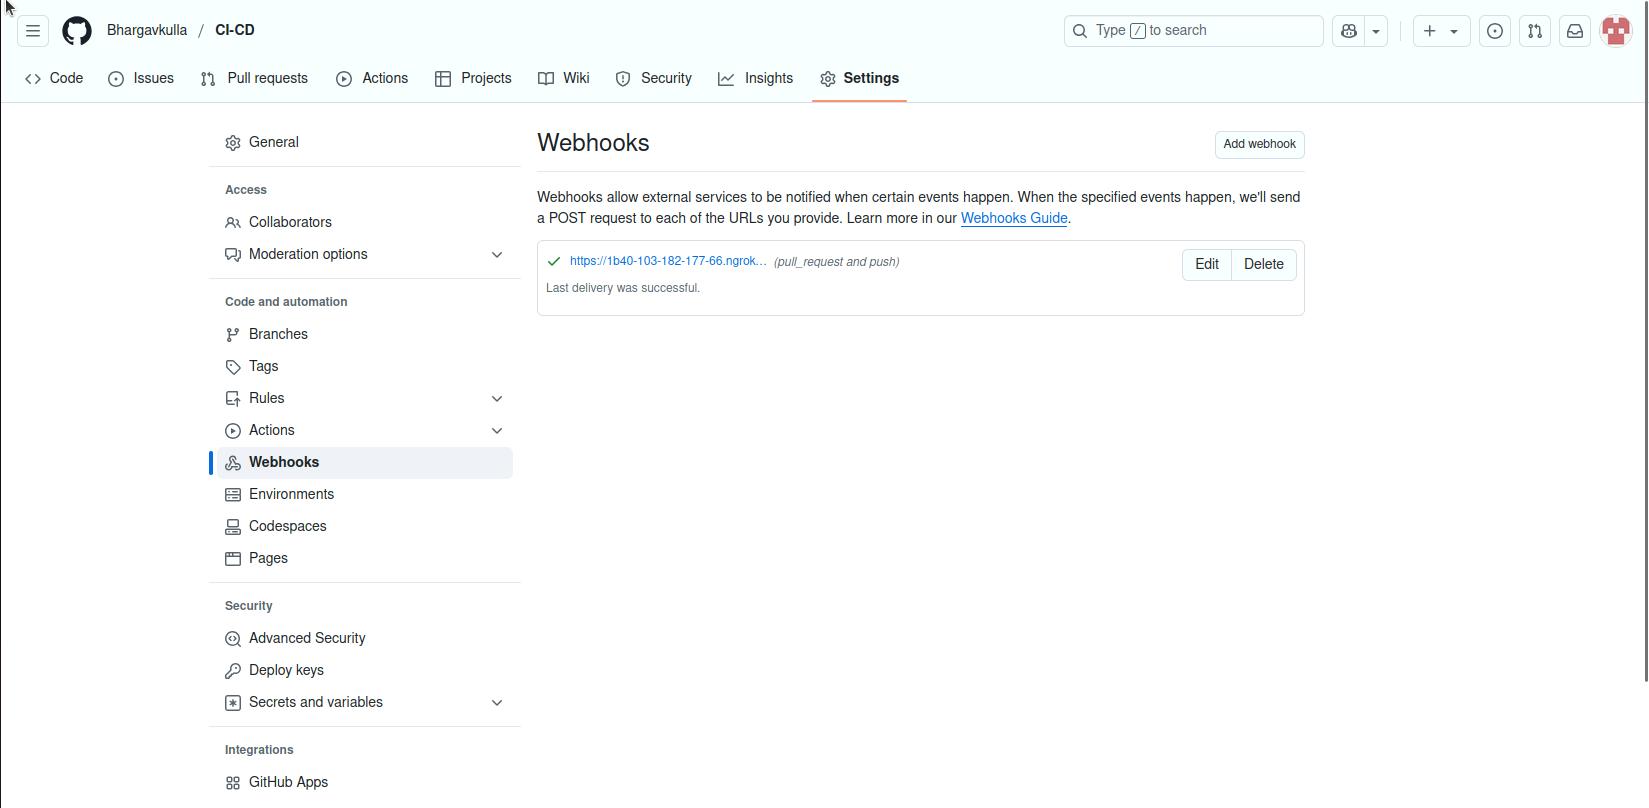 Bhargavkulla / CI-CD
Type / to search
Code Issues Pull requests Actions Projects Wiki Security Insights Settings
General
Access
Collaborators
Moderation options
Code and automation
Branches
Tags
Rules
Actions
Webhooks
Environments
Codespaces
Pages
Security
Advanced Security
Deploy keys
Secrets and variables
Integrations
GitHub Apps
Webhooks
Add webhook
Webhooks allow external services to be notified when certain events happen. When the specified events happen, we'll send
a POST request to each of the URLs you provide. Learn more in our Webhooks Guide.
https://1b40-103-182-177-66.ngrok… (pull_request and push)
Edit Delete
Last delivery was successful.